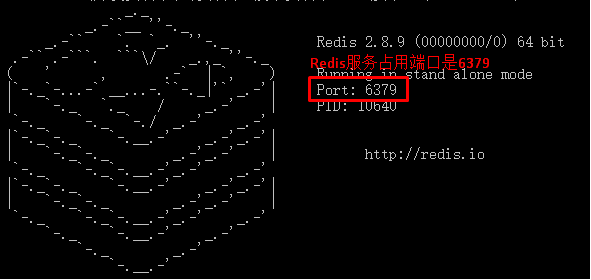 Redis 2.8.9 (00000000/0) 64 bit
Redis服务占用端口是6379
Running in stand alone mode
Port: 6379
PID: 10640
http://redis.io